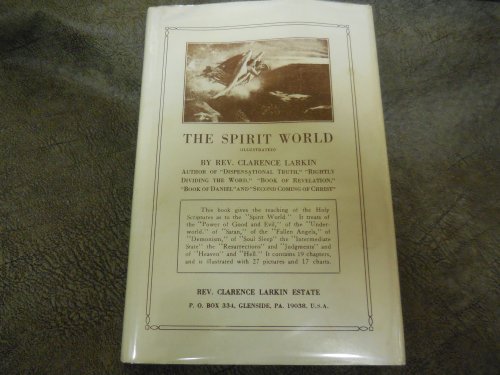 THE SPIRIT WORLD
(ILLUSTRATED)
BY REV. CLARENCE LARKIN
AUTHOR OF "DISPENSATIONAL TRUTH," "RIGHTLY
DIVIDING THE WORD," "BOOK OF REVELATION,"
"BOOK OF DANIEL" AND "SECOND COMING OF CHRIST"
This book gives the teaching of the Holy
Scriptures as to the "Spirit World." It treats of
the "Power of Good and Evil," of the "Under-
world," of "Satan," of the "Fallen Angels," of
"Demonism," of "Soul Sleep" the "Intermediate
State" the "Resurrections" and "Judgments" and
of "Heaven" and "Hell." It contains 19 chapters,
and is illustrated with 27 pictures and 17 charts.
REV. CLARENCE LARKIN ESTATE
P. O. BOX 334, GLENSIDE, PA. 19038, U.S.A.